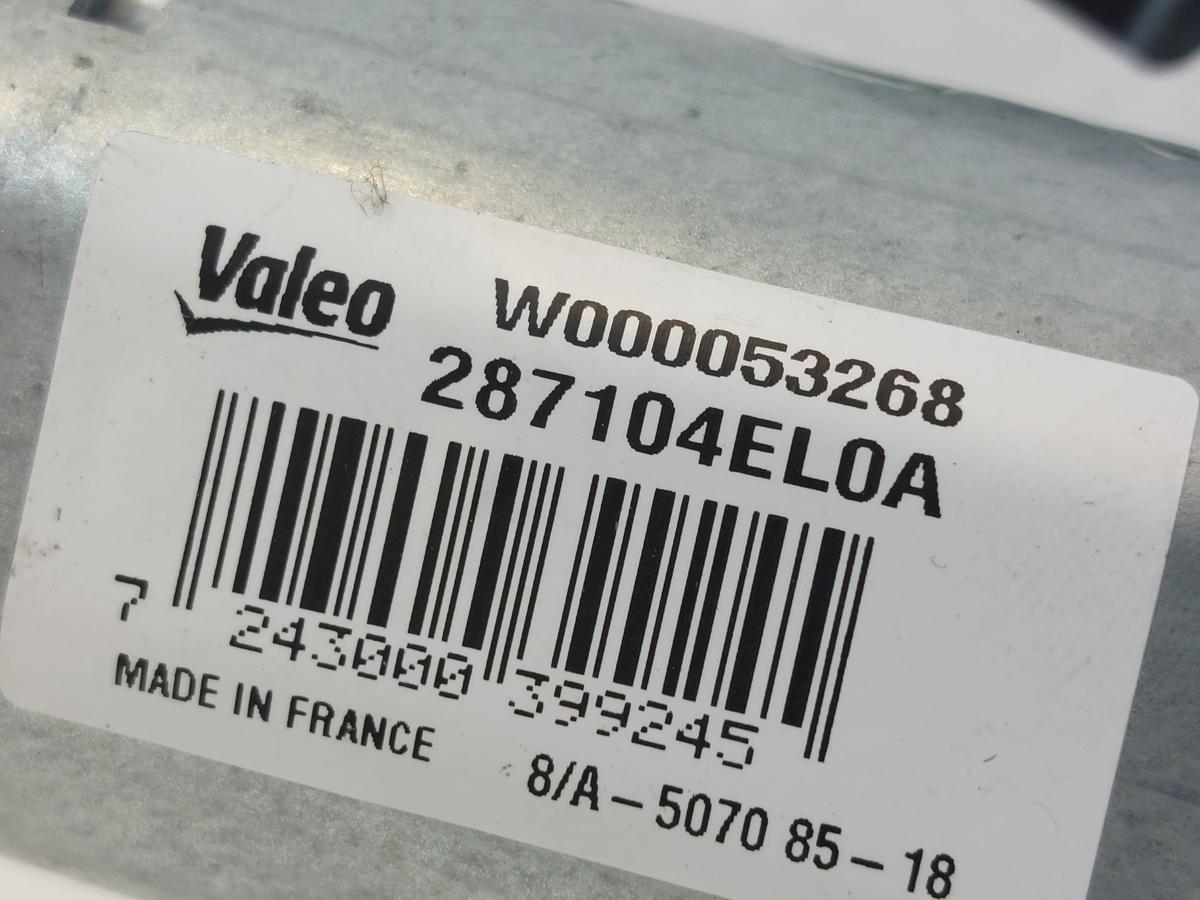 Valeo
W000053268
287104EL0A
7 243000 399245
MADE IN FRANCE
8/A – 5070 85 – 18